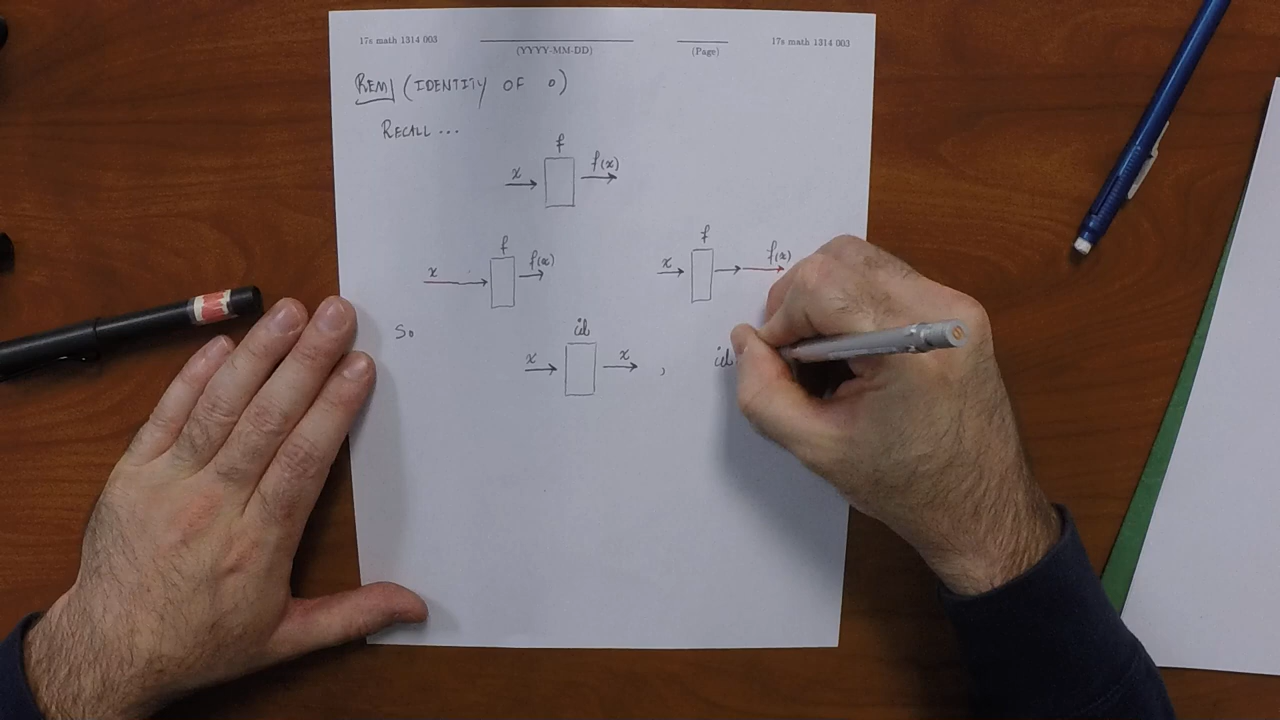 17s math 1314 003 (YYYY-MM-DD) (Page) 17s math 1314 003
REM (IDENTITY OF o)
RECALL ...
f
x f(x)
f f
x f(x) x f(x)
So id
x x , id